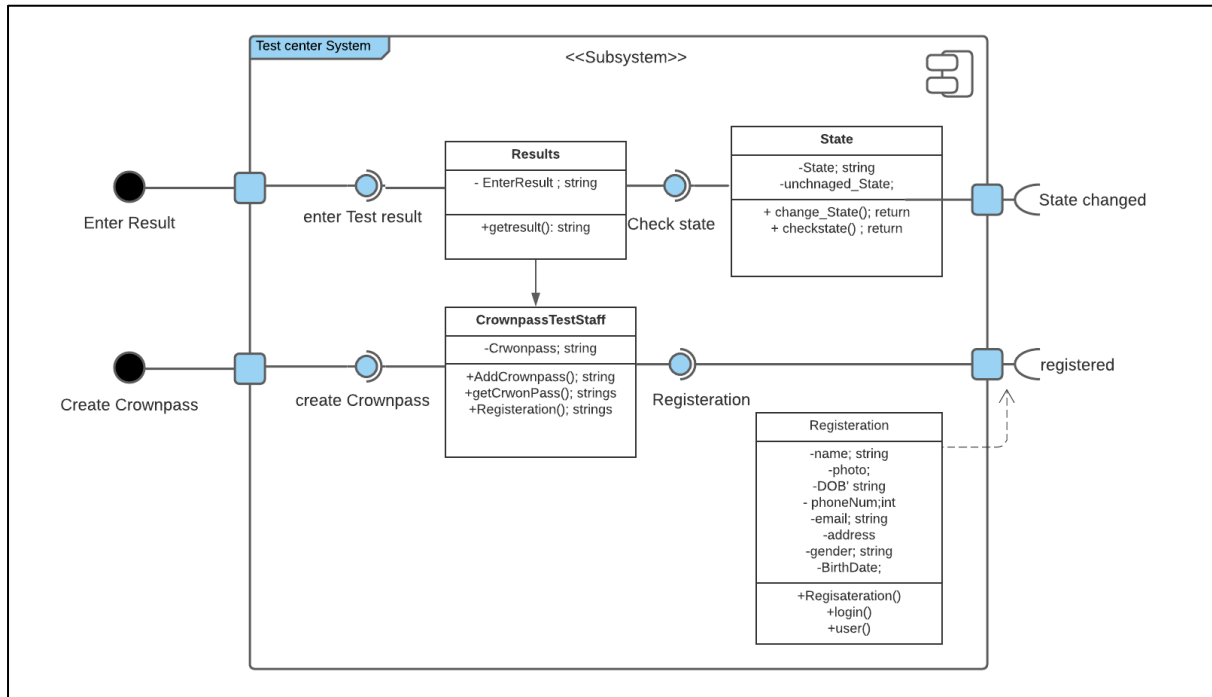 Test center System
<<Subsystem>>
Enter Result
enter Test result
Results
- EnterResult ; string
+getresult(): string
Check state
State
-State; string
-unchnaged_State;
+ change_State(); return
+ checkstate() ; return
State changed
Create Crownpass
create Crownpass
CrownpassTestStaff
-Crwonpass; string
+AddCrownpass(); string
+getCrwonPass(); strings
+Registeration(); strings
Registeration
registered
Registeration
-name; string
-photo;
-DOB' string
- phoneNum;int
-email; string
-address
-gender; string
-BirthDate;
+Regisateration()
+login()
+user()